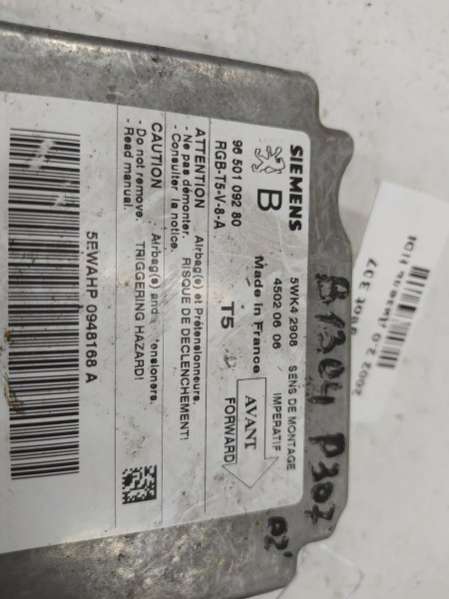 SIEMENS
5WK4 2908
SENS DE MONTAGE
IMPERATIF
4502 06 06
Made in France
AVANT
FORWARD
B
T5
96 501 092 80
RGB-T5-V-8-A
ATTENTION
Airbag(s) et Prétensionneurs.
- Ne pas démonter. RISQUE DE DECLENCHEMENT!
- Consulter la notice.
CAUTION
Airbag(s) and Tensioners.
- Do not remove. TRIGGERING HAZARD!
- Read manual.
5EWAHP 0948168 A
B1304 P307